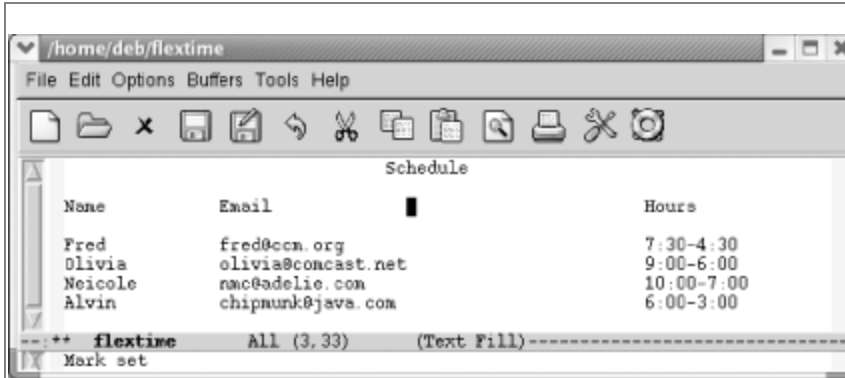 /home/deb/flextime
File Edit Options Buffers Tools Help
Schedule
Name Email Hours
Fred fred@ccm.org 7:30-4:30
Olivia olivia@comcast.net 9:00-6:00
Neicole nmc@adelie.com 10:00-7:00
Alvin chipmunk@java.com 6:00-3:00
--:** flextime All (3,33) (Text Fill)------------------------------
Mark set